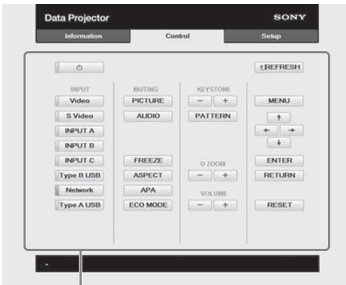 Data Projector SONY
Information Control Setup
REFRESH
INPUT MUTING KEYSTONE
Video PICTURE - + MENU
S Video AUDIO PATTERN
INPUT A
INPUT B
INPUT C FREEZE D ZOOM ENTER
Type B USB ASPECT - + RETURN
Network APA VOLUME
Type A USB ECO MODE - + RESET